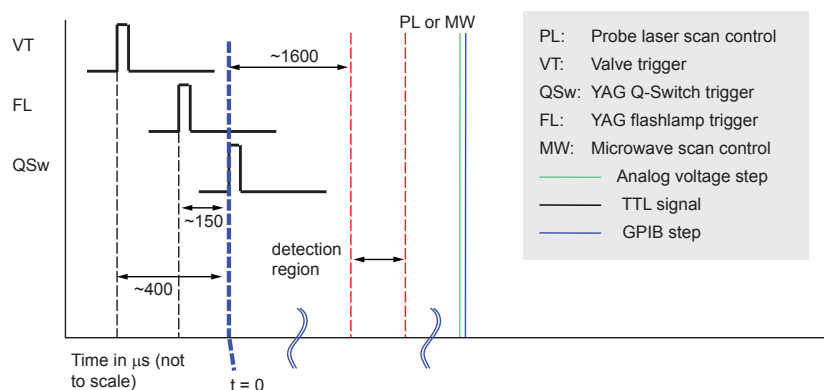 PL or MW
VT
~1600
FL
QSw
~150
detection
region
~400
Time in μs (not
to scale)
t = 0
PL: Probe laser scan control
VT: Valve trigger
QSw: YAG Q-Switch trigger
FL: YAG flashlamp trigger
MW: Microwave scan control
Analog voltage step
TTL signal
GPIB step